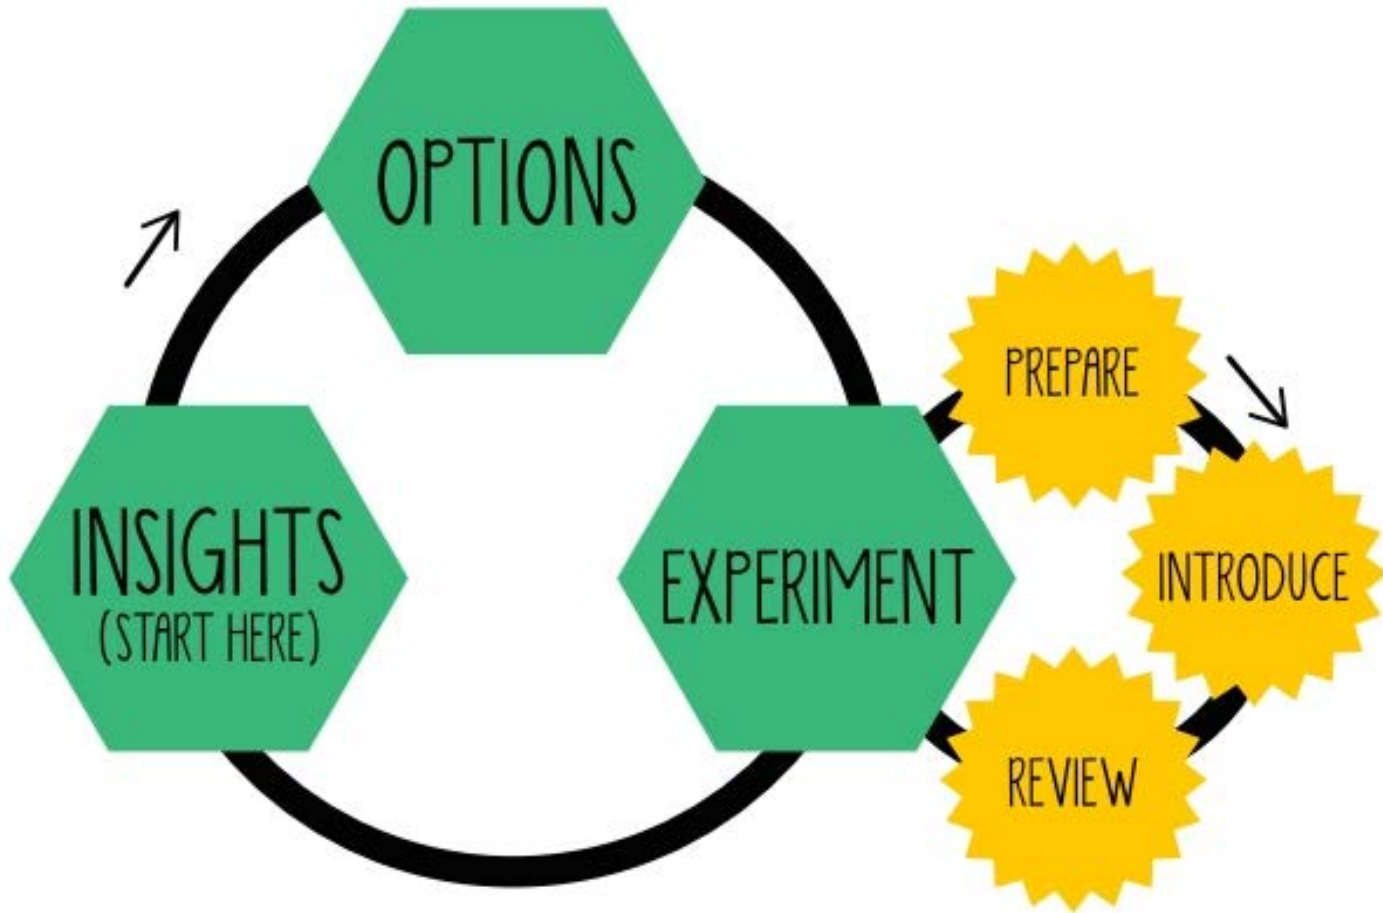 OPTIONS
PREPARE
INSIGHTS
(START HERE)
EXPERIMENT
INTRODUCE
REVIEW